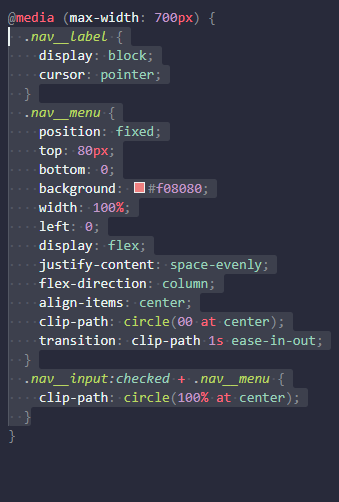 @media (max-width: 700px) {
.nav__label {
display: block;
cursor: pointer;
}
.nav__menu {
position: fixed;
top: 80px;
bottom: 0;
background: #f08080;
width: 100%;
left: 0;
display: flex;
justify-content: space-evenly;
flex-direction: column;
align-items: center;
clip-path: circle(00 at center);
transition: clip-path 1s ease-in-out;
}
.nav__input:checked + .nav__menu {
clip-path: circle(100% at center);
}
}